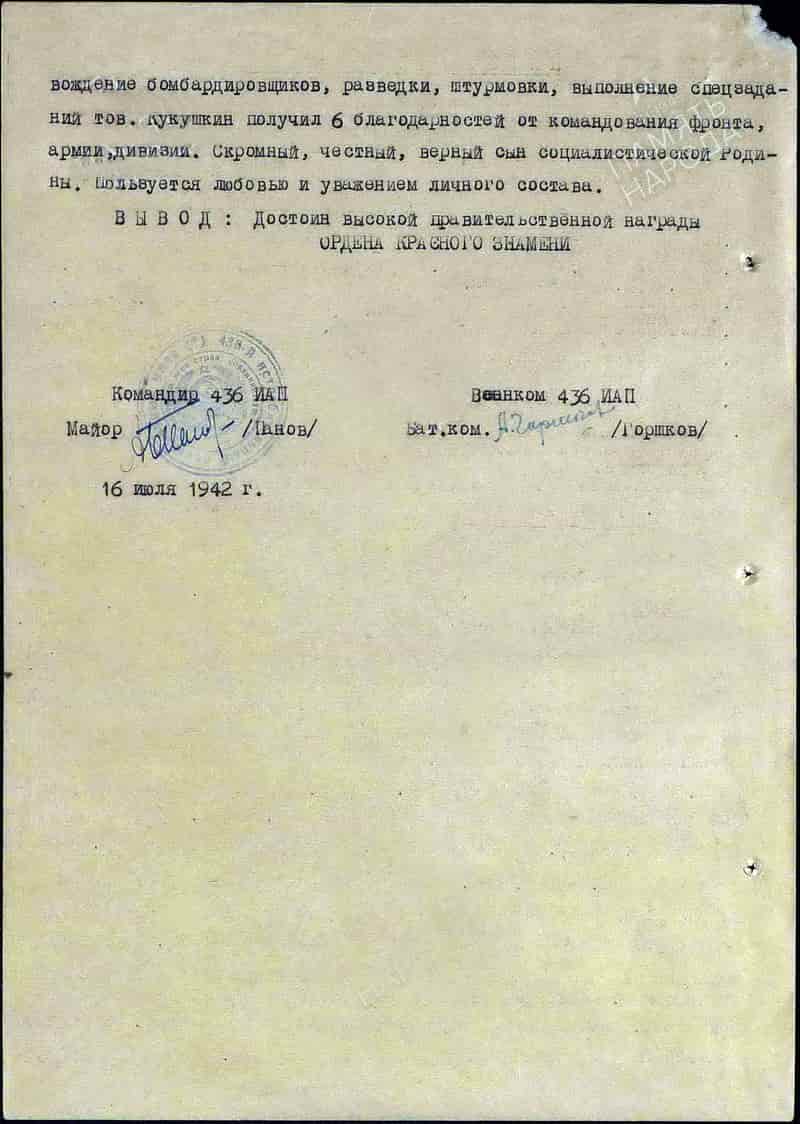 вождение бомбардировщиков, разведки, штурмовки, выполнение спецзада-
ний тов. Кукушкин получил 6 благодарностей от командования фронта,
армии,дивизии. Скромный, честный, верный сын социалистической Роди-
ны. Пользуется любовью и уважением личного состава.
В Ы В О Д : Достоин высокой правительственной награды
ОРДЕНА КРАСНОГО ЗНАМЕНИ
Командир 436 ИАП
Военком 436 ИАП
Майор /Панов/
Бат.ком. /Горшков/
16 июля 1942 г.
ПАМЯТЬ
НАРОДА